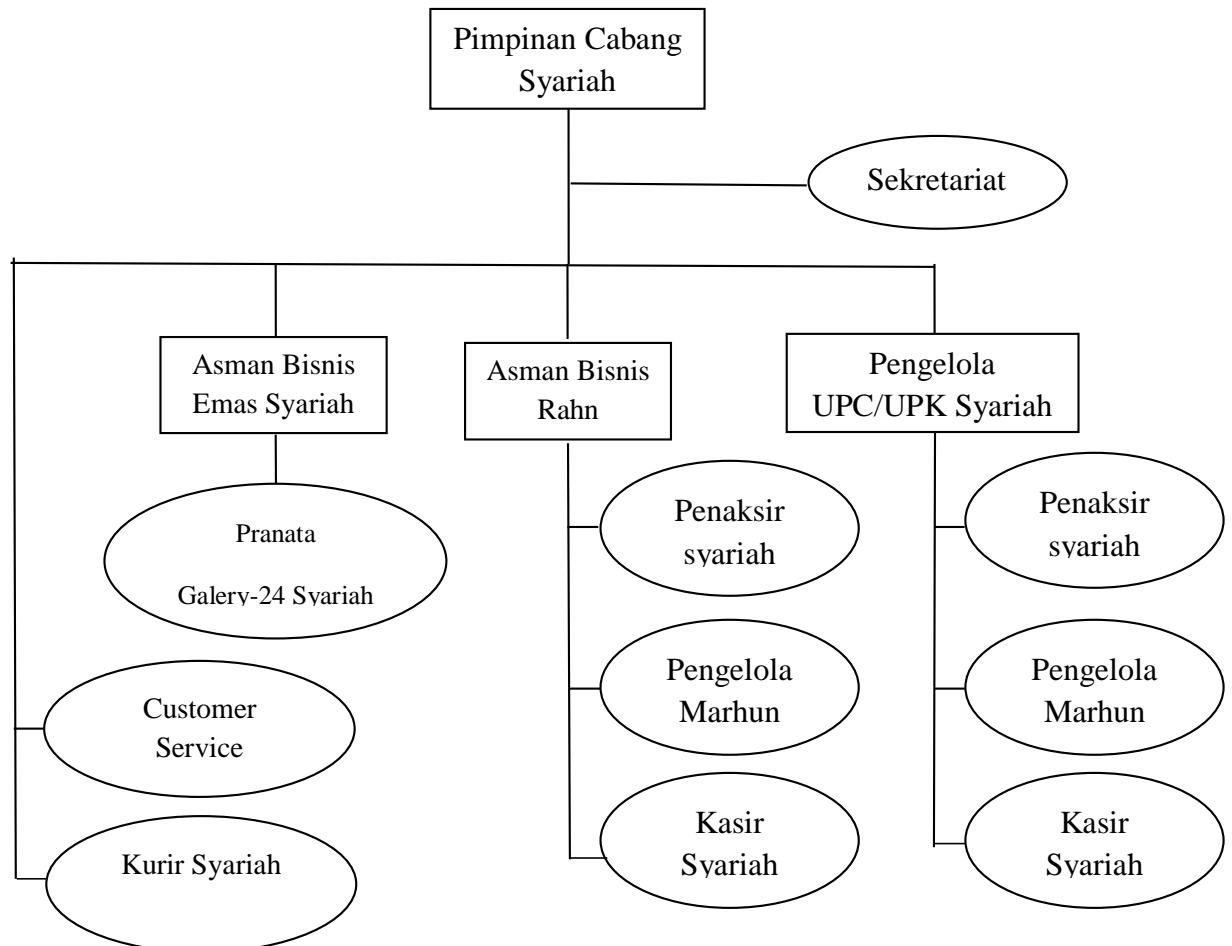 Pimpinan Cabang
Syariah
Sekretariat
Asman Bisnis
Emas Syariah
Asman Bisnis
Rahn
Pengelola
UPC/UPK Syariah
Pranata
Galery-24 Syariah
Penaksir
syariah
Penaksir
syariah
Customer
Service
Pengelola
Marhun
Pengelola
Marhun
Kurir Syariah
Kasir
Syariah
Kasir
Syariah